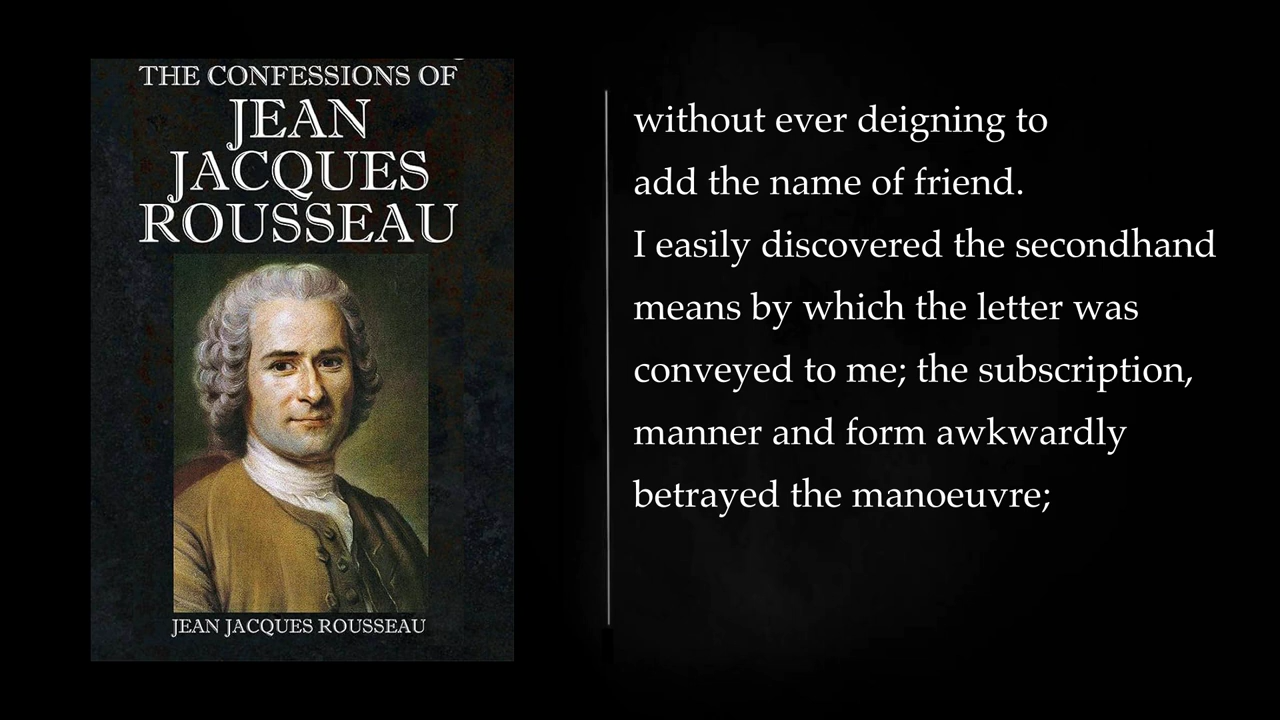 THE CONFESSIONS OF
JEAN
JACQUES
ROUSSEAU
JEAN JACQUES ROUSSEAU
without ever deigning to
add the name of friend.
I easily discovered the secondhand
means by which the letter was
conveyed to me; the subscription,
manner and form awkwardly
betrayed the manoeuvre;